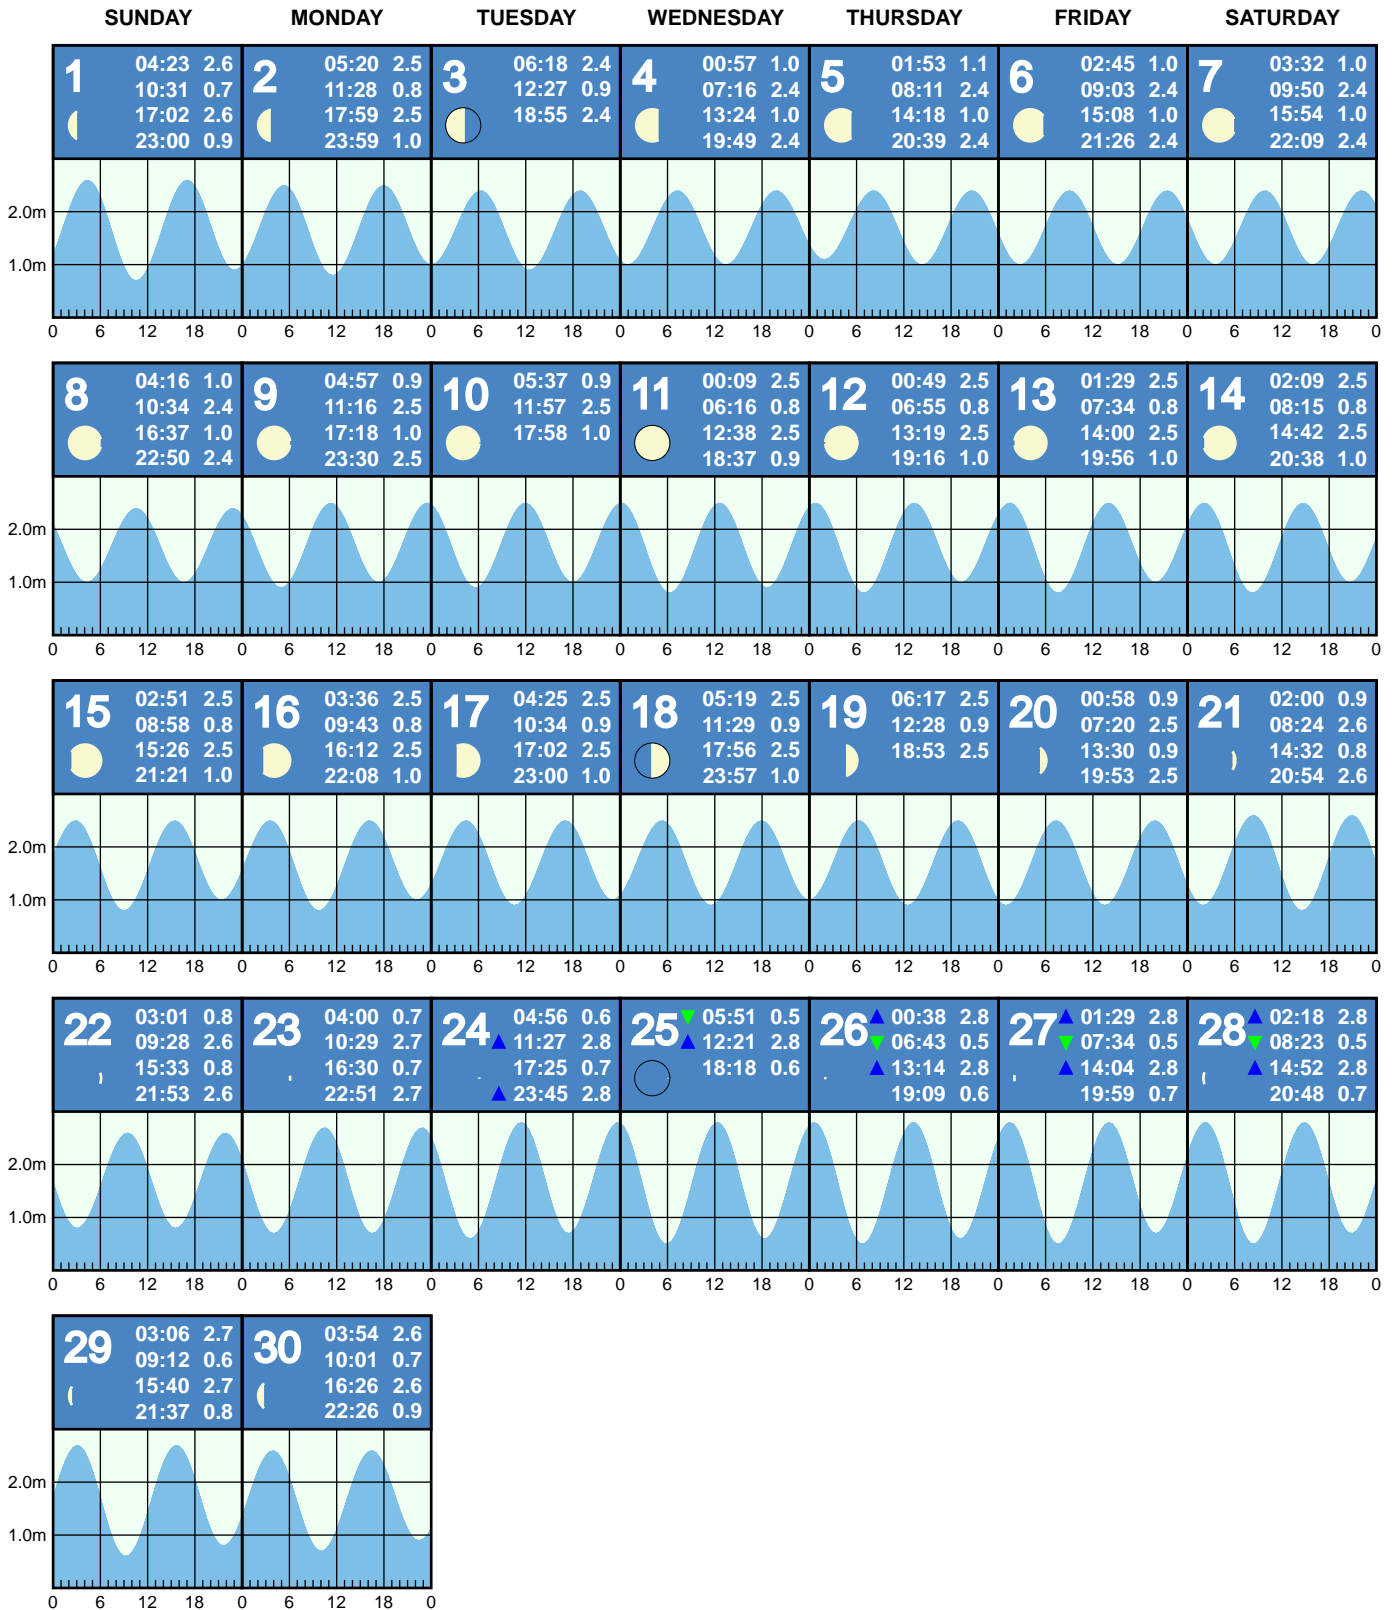 SUNDAY MONDAY TUESDAY WEDNESDAY THURSDAY FRIDAY SATURDAY
1 04:23 2.6
10:31 0.7
17:02 2.6
23:00 0.9
2 05:20 2.5
11:28 0.8
17:59 2.5
23:59 1.0
3 06:18 2.4
12:27 0.9
18:55 2.4
4 00:57 1.0
07:16 2.4
13:24 1.0
19:49 2.4
5 01:53 1.1
08:11 2.4
14:18 1.0
20:39 2.4
6 02:45 1.0
09:03 2.4
15:08 1.0
21:26 2.4
7 03:32 1.0
09:50 2.4
15:54 1.0
22:09 2.4
2.0m
1.0m
0 6 12 18 0 6 12 18 0 6 12 18 0 6 12 18 0 6 12 18 0 6 12 18 0 6 12 18 0
8 04:16 1.0
10:34 2.4
16:37 1.0
22:50 2.4
9 04:57 0.9
11:16 2.5
17:18 1.0
23:30 2.5
10 05:37 0.9
11:57 2.5
17:58 1.0
11 00:09 2.5
06:16 0.8
12:38 2.5
18:37 0.9
12 00:49 2.5
06:55 0.8
13:19 2.5
19:16 1.0
13 01:29 2.5
07:34 0.8
14:00 2.5
19:56 1.0
14 02:09 2.5
08:15 0.8
14:42 2.5
20:38 1.0
2.0m
1.0m
0 6 12 18 0 6 12 18 0 6 12 18 0 6 12 18 0 6 12 18 0 6 12 18 0 6 12 18 0
15 02:51 2.5
08:58 0.8
15:26 2.5
21:21 1.0
16 03:36 2.5
09:43 0.8
16:12 2.5
22:08 1.0
17 04:25 2.5
10:34 0.9
17:02 2.5
23:00 1.0
18 05:19 2.5
11:29 0.9
17:56 2.5
23:57 1.0
19 06:17 2.5
12:28 0.9
18:53 2.5
20 00:58 0.9
07:20 2.5
13:30 0.9
19:53 2.5
21 02:00 0.9
08:24 2.6
14:32 0.8
20:54 2.6
2.0m
1.0m
0 6 12 18 0 6 12 18 0 6 12 18 0 6 12 18 0 6 12 18 0 6 12 18 0 6 12 18 0
22 03:01 0.8
09:28 2.6
15:33 0.8
21:53 2.6
23 04:00 0.7
10:29 2.7
16:30 0.7
22:51 2.7
24 04:56 0.6
11:27 2.8
17:25 0.7
23:45 2.8
25 05:51 0.5
12:21 2.8
18:18 0.6
26 00:38 2.8
06:43 0.5
13:14 2.8
19:09 0.6
27 01:29 2.8
07:34 0.5
14:04 2.8
19:59 0.7
28 02:18 2.8
08:23 0.5
14:52 2.8
20:48 0.7
2.0m
1.0m
0 6 12 18 0 6 12 18 0 6 12 18 0 6 12 18 0 6 12 18 0 6 12 18 0 6 12 18 0
29 03:06 2.7
09:12 0.6
15:40 2.7
21:37 0.8
30 03:54 2.6
10:01 0.7
16:26 2.6
22:26 0.9
2.0m
1.0m
0 6 12 18 0 6 12 18 0